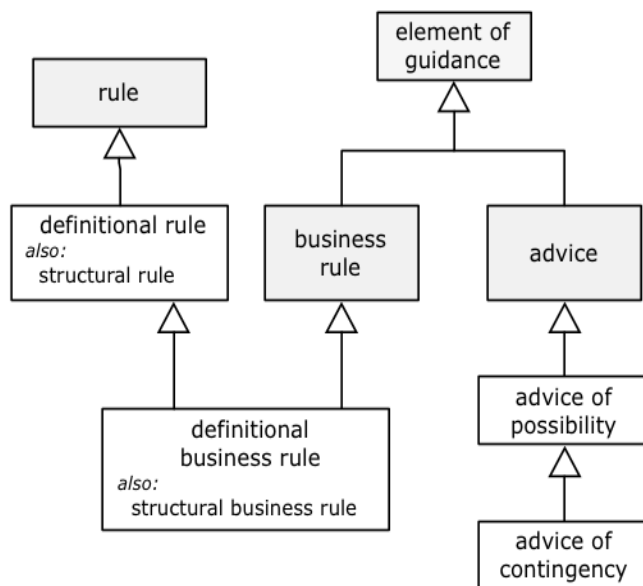 element of
guidance
rule
definitional rule
also:
structural rule
business
rule
advice
advice of
possibility
definitional
business rule
also:
structural business rule
advice of
contingency